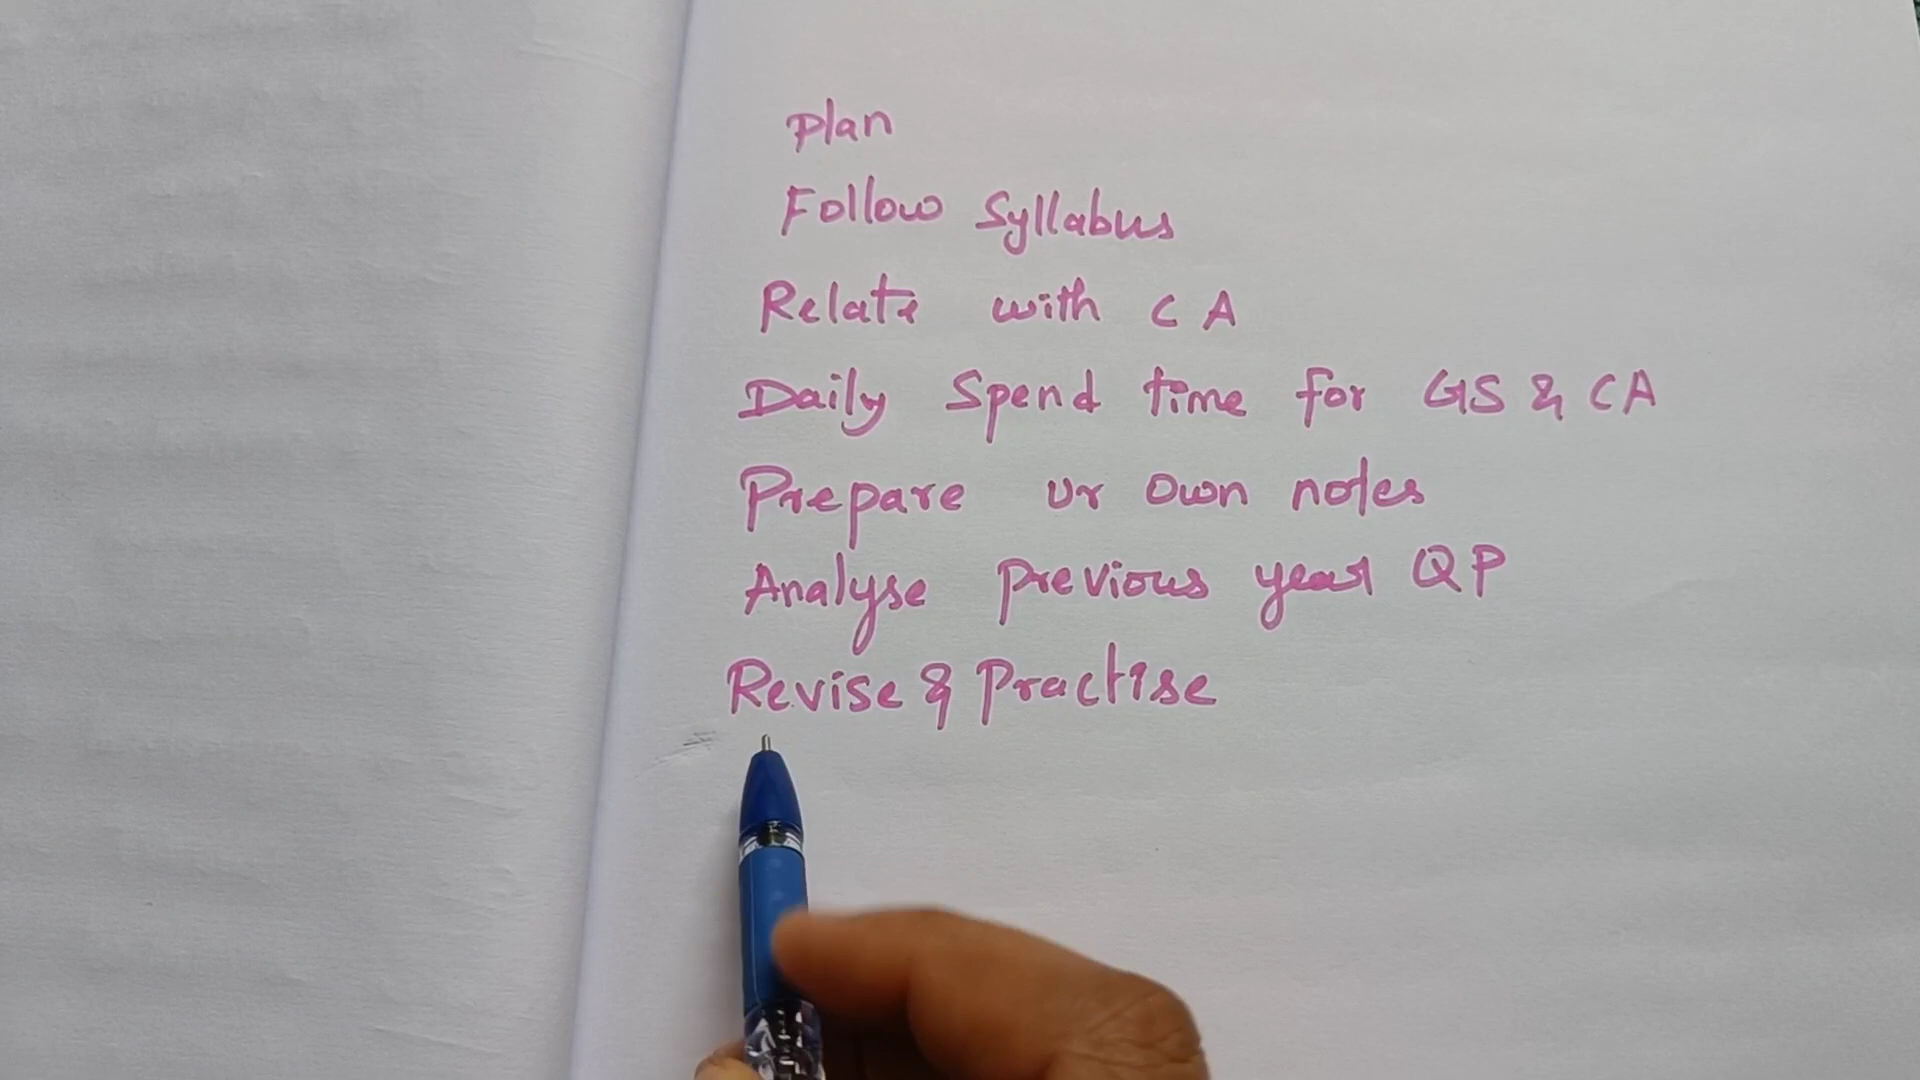 Plan
Follow Syllabus
Relate with CA
Daily Spend time for GS & CA
Prepare ur own notes
Analyse previous year QP
Revise & Practise